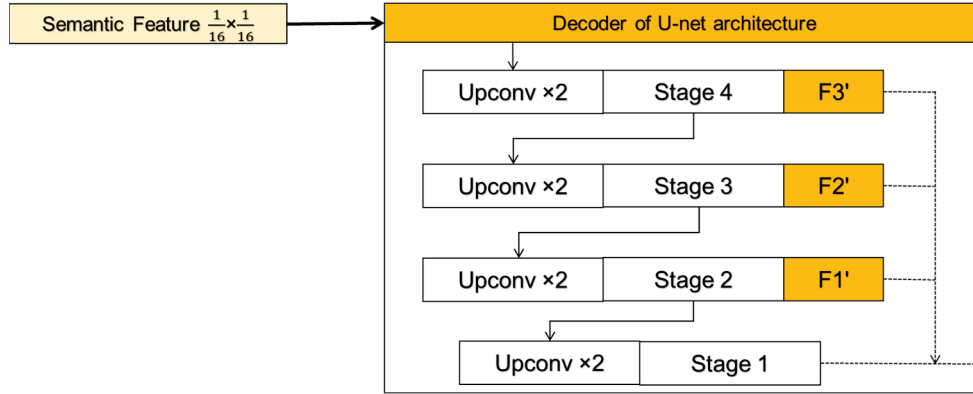 Semantic Feature 1/16 × 1/16
Decoder of U-net architecture
Upconv ×2 Stage 4 F3'
Upconv ×2 Stage 3 F2'
Upconv ×2 Stage 2 F1'
Upconv ×2 Stage 1